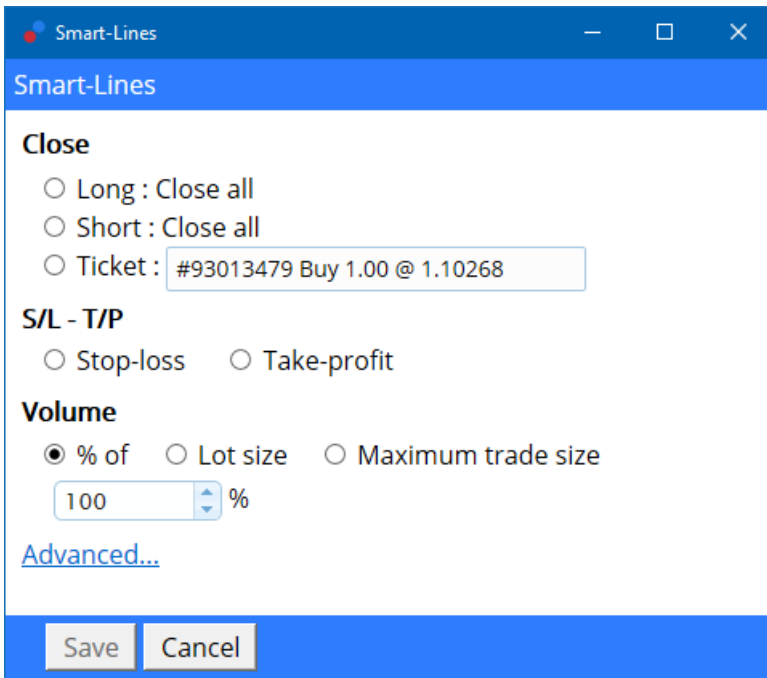 Smart-Lines
Smart-Lines
Close
Long : Close all
Short : Close all
Ticket : #93013479 Buy 1.00 @ 1.10268
S/L - T/P
Stop-loss Take-profit
Volume
% of Lot size Maximum trade size
100 %
Advanced...
Save Cancel